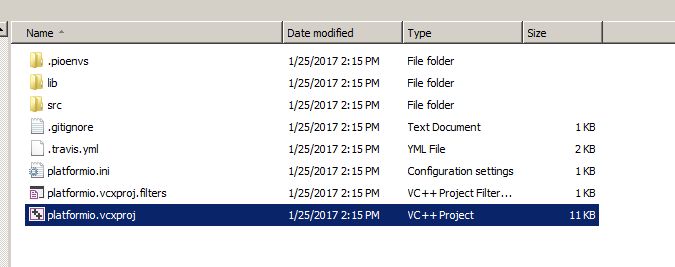 Name Date modified Type Size
.pioenvs 1/25/2017 2:15 PM File folder
lib 1/25/2017 2:15 PM File folder
src 1/25/2017 2:15 PM File folder
.gitignore 1/25/2017 2:15 PM Text Document 1 KB
.travis.yml 1/25/2017 2:15 PM YML File 2 KB
platformio.ini 1/25/2017 2:15 PM Configuration settings 1 KB
platformio.vcxproj.filters 1/25/2017 2:15 PM VC++ Project Filter... 1 KB
platformio.vcxproj 1/25/2017 2:15 PM VC++ Project 11 KB